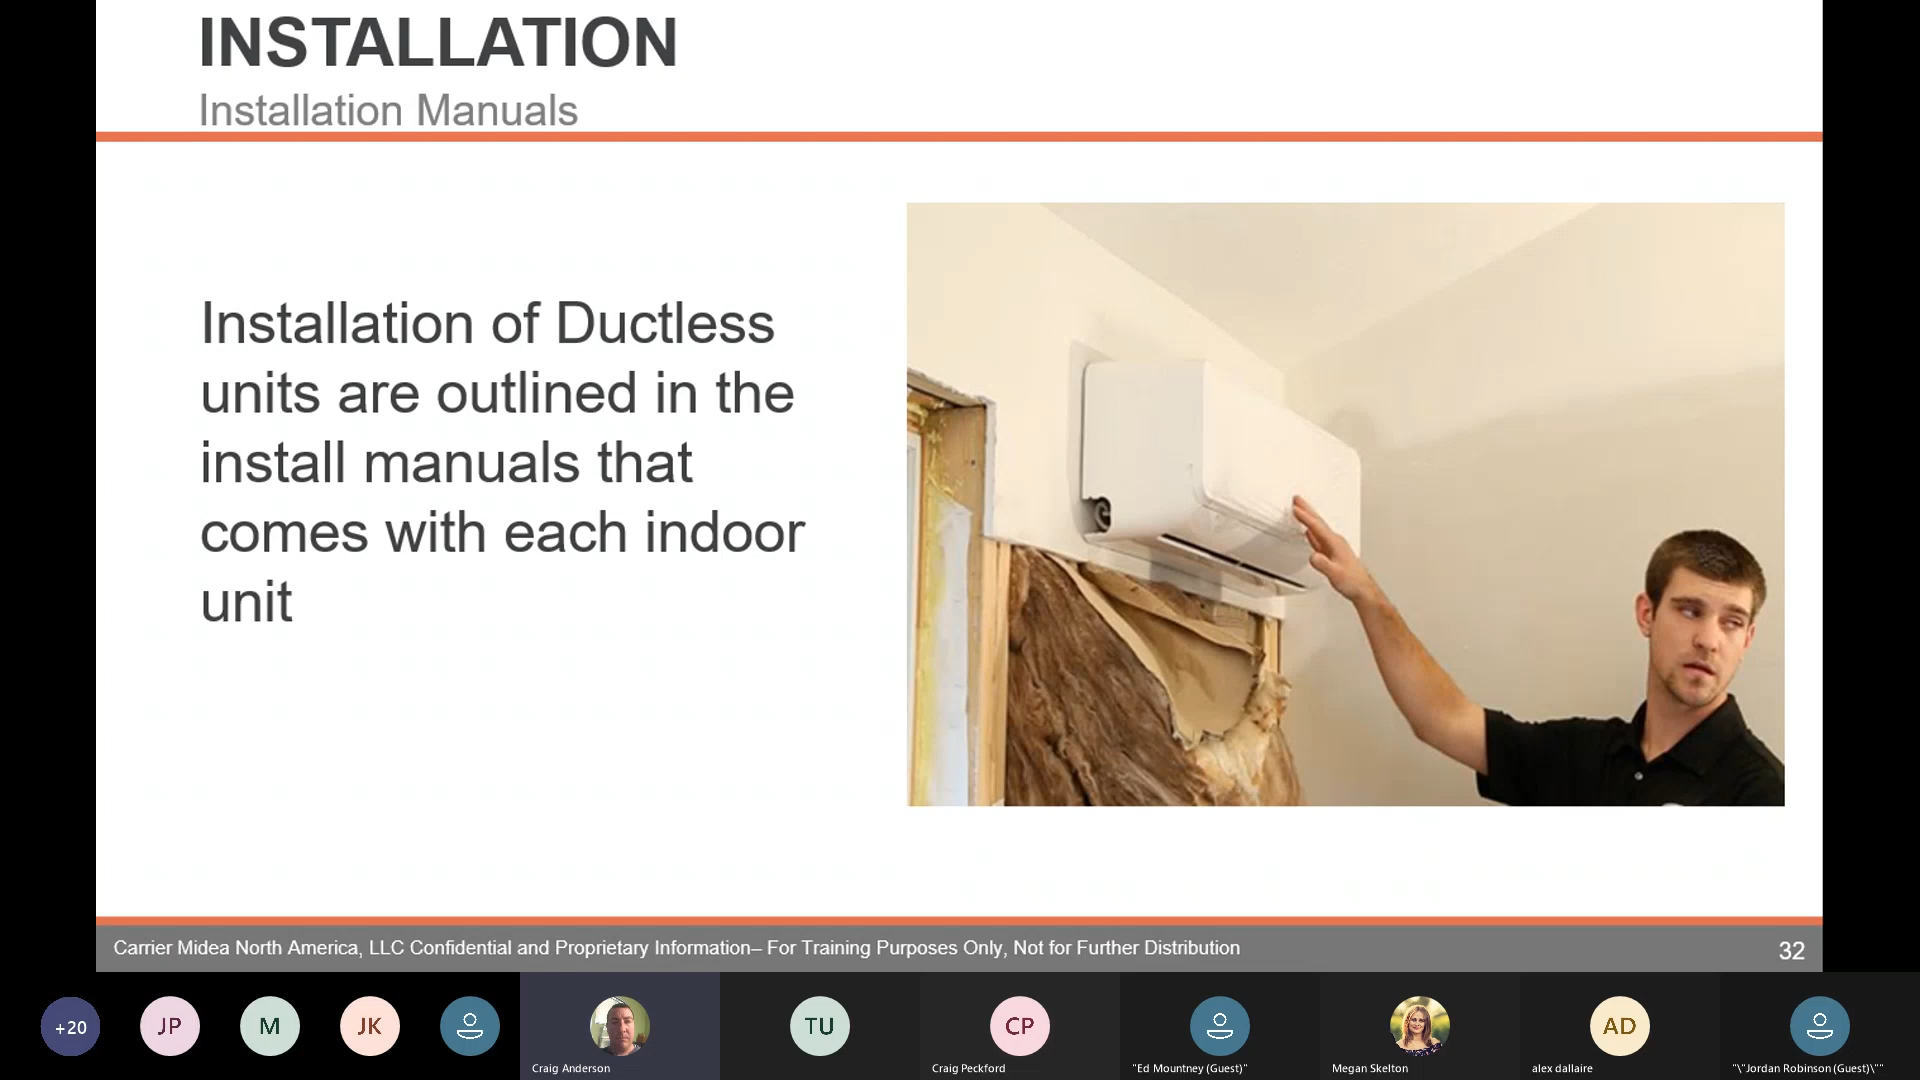 INSTALLATION
Installation Manuals
Installation of Ductless
units are outlined in the
install manuals that
comes with each indoor
unit
Carrier Midea North America, LLC Confidential and Proprietary Information– For Training Purposes Only, Not for Further Distribution
32
+20
JP
M
JK
TU
CP
AD
Craig Anderson
Craig Peckford
"Ed Mountney (Guest)"
Megan Skelton
alex dallaire
"\"Jordan Robinson (Guest)\""